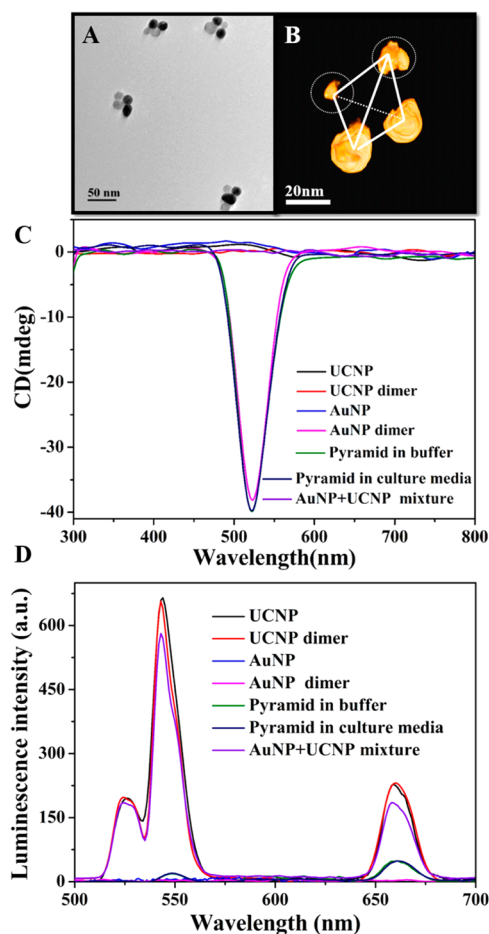 A
50 nm
B
20nm
C
CD(mdeg)
0
-10
-20
-30
-40
UCNP
UCNP dimer
AuNP
AuNP dimer
Pyramid in buffer
Pyramid in culture media
AuNP+UCNP mixture
300 400 500 600 700 800
Wavelength(nm)
D
Luminescence intensity (a.u.)
600
450
300
150
0
UCNP
UCNP dimer
AuNP
AuNP dimer
Pyramid in buffer
Pyramid in culture media
AuNP+UCNP mixture
500 550 600 650 700
Wavelength (nm)